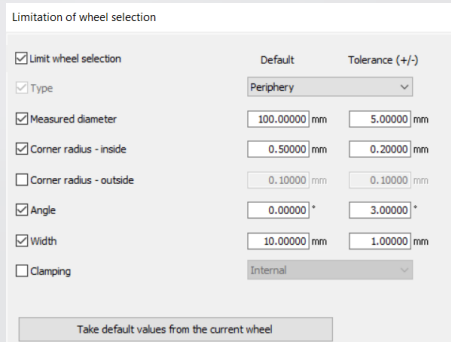 Limitation of wheel selection
Limit wheel selection Default Tolerance (+/-)
Type Periphery
Measured diameter 100.00000 mm 5.00000 mm
Corner radius - inside 0.50000 mm 0.20000 mm
Corner radius - outside 0.10000 mm 0.10000 mm
Angle 0.00000 ° 3.00000 °
Width 10.00000 mm 1.00000 mm
Clamping Internal
Take default values from the current wheel